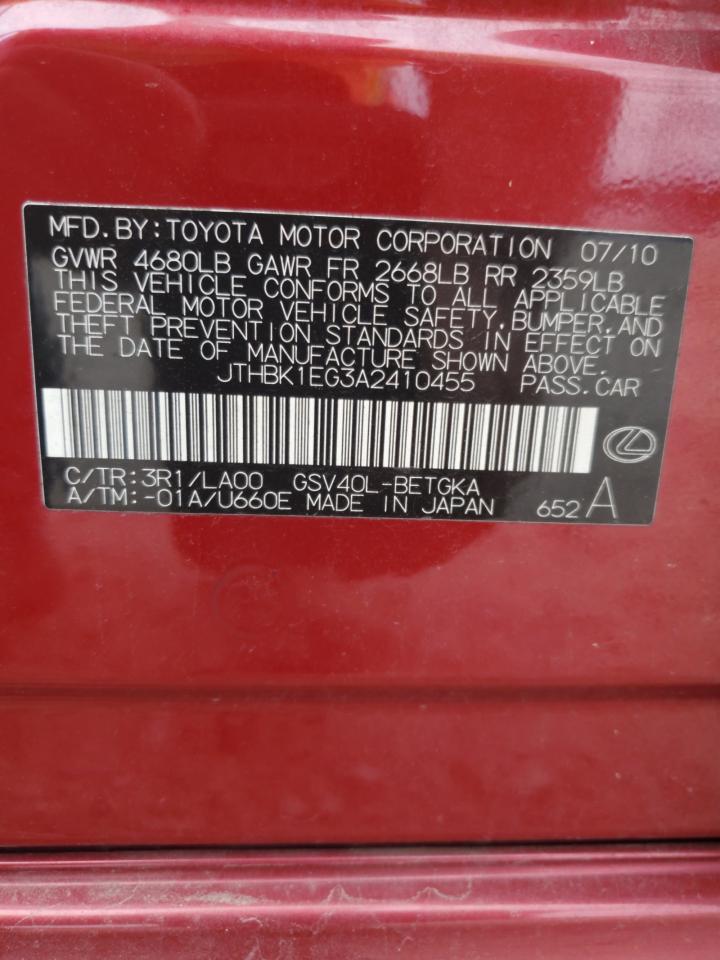 MFD.BY:TOYOTA MOTOR CORPORATION 07/10
GVWR 4680LB GAWR FR 2668LB RR 2359LB
THIS VEHICLE CONFORMS TO ALL APPLICABLE
FEDERAL MOTOR VEHICLE SAFETY,BUMPER,AND
THEFT PREVENTION STANDARDS IN EFFECT ON
THE DATE OF MANUFACTURE SHOWN ABOVE.
JTHBK1EG3A2410455 PASS.CAR
C/TR:3R1/LA00 GSV40L-BETGKA
A/TM:-01A/U660E MADE IN JAPAN 652 A